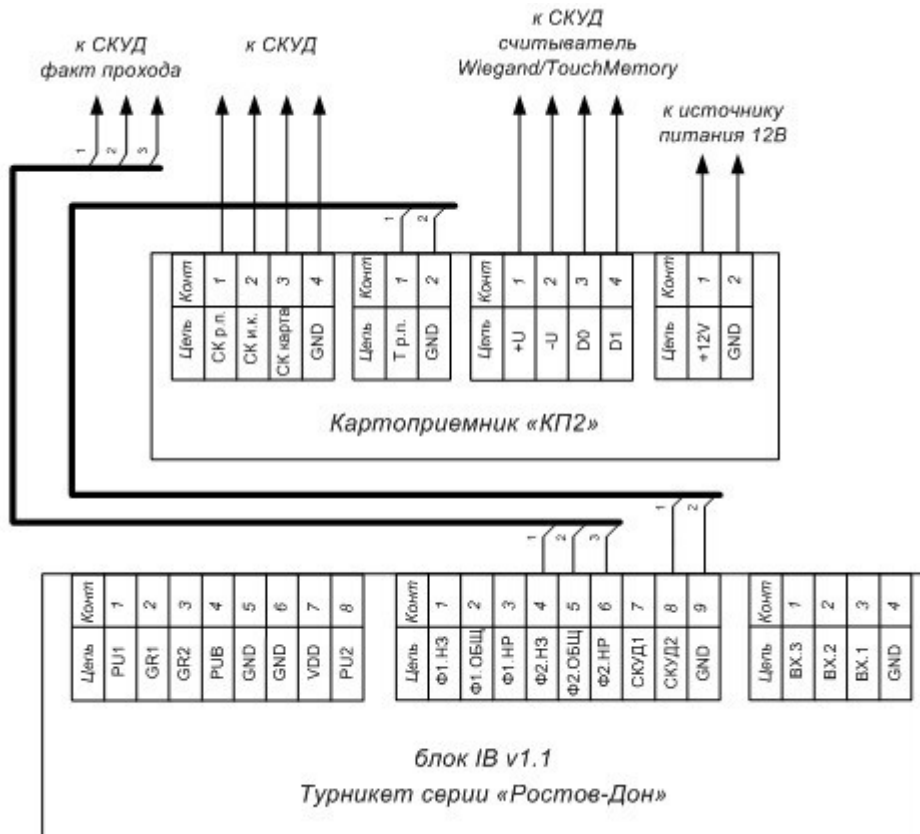 к СКУД
факт прохода
к СКУД
к СКУД
считыватель
Wiegand/TouchMemory
к источнику
питания 12В
1 2 3
1 2
Конт 1 2 3 4
Цепь СК р.п. СК и.к. СК карта GND
Конт 1 2
Цепь Т р.п. GND
Конт 1 2 3 4
Цепь +U -U D0 D1
Конт 1 2
Цепь +12V GND
Картоприемник «КП2»
1 2 3
1 2
Конт 1 2 3 4 5 6 7 8
Цепь PU1 GR1 GR2 PUB GND GND VDD PU2
Конт 1 2 3 4 5 6 7 8 9
Цепь Ф1.НЗ Ф1.ОБЩ Ф1.НР Ф2.НЗ Ф2.ОБЩ Ф2.НР СКУД1 СКУД2 GND
Конт 1 2 3 4
Цепь ВХ.3 ВХ.2 ВХ.1 GND
блок IB v1.1
Турникет серии «Ростов-Дон»